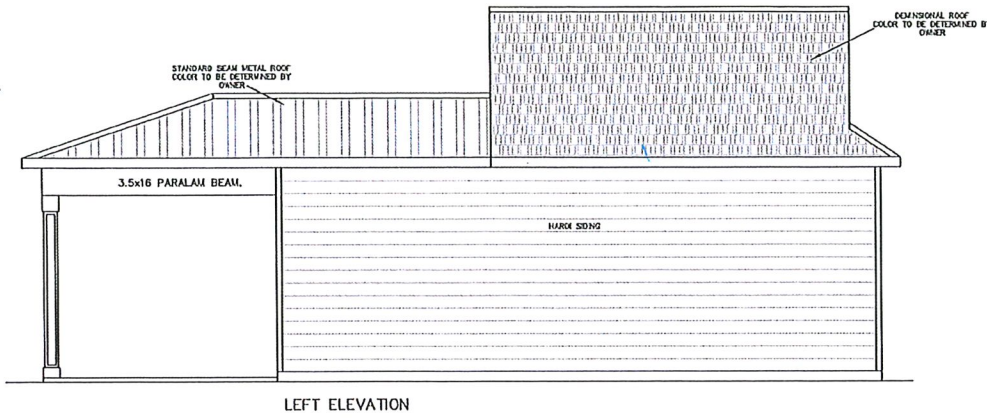 DEMINSIONAL ROOF
COLOR TO BE DETERMINED BY
OWNER
STANDARD SEAM METAL ROOF
COLOR TO BE DETERMINED BY
OWNER
3.5x16 PARALAM BEAM.
HARDI SIDING
LEFT ELEVATION